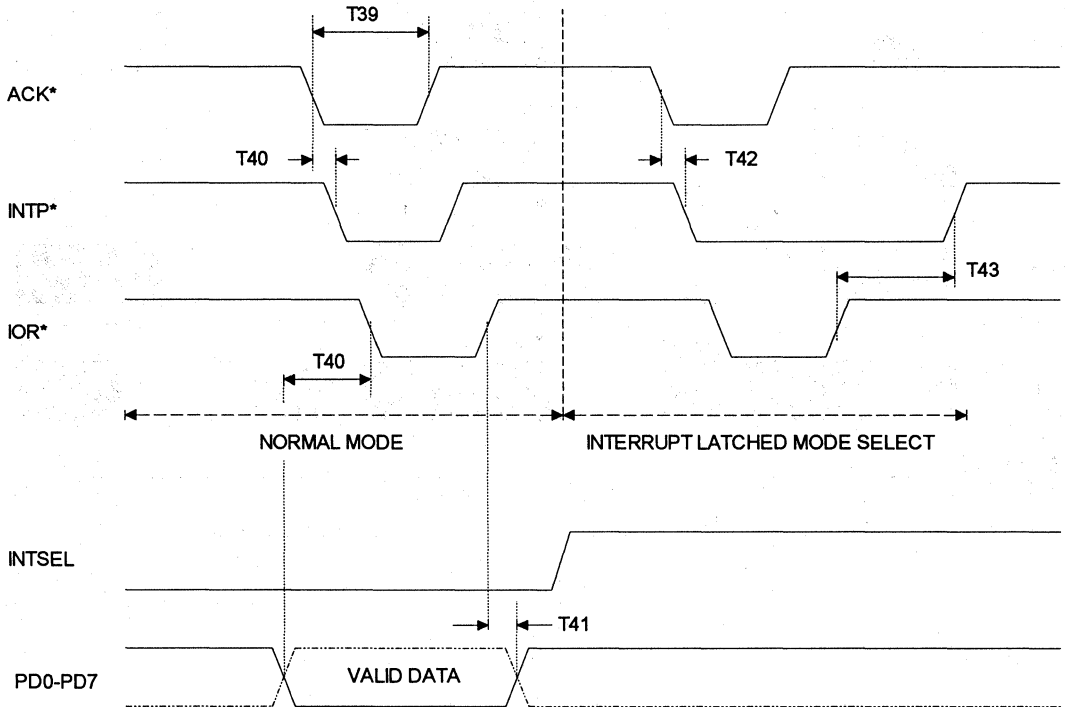 T39
ACK*
T40
T42
INTP*
T43
IOR*
T40
NORMAL MODE
INTERRUPT LATCHED MODE SELECT
INTSEL
T41
PD0-PD7
VALID DATA